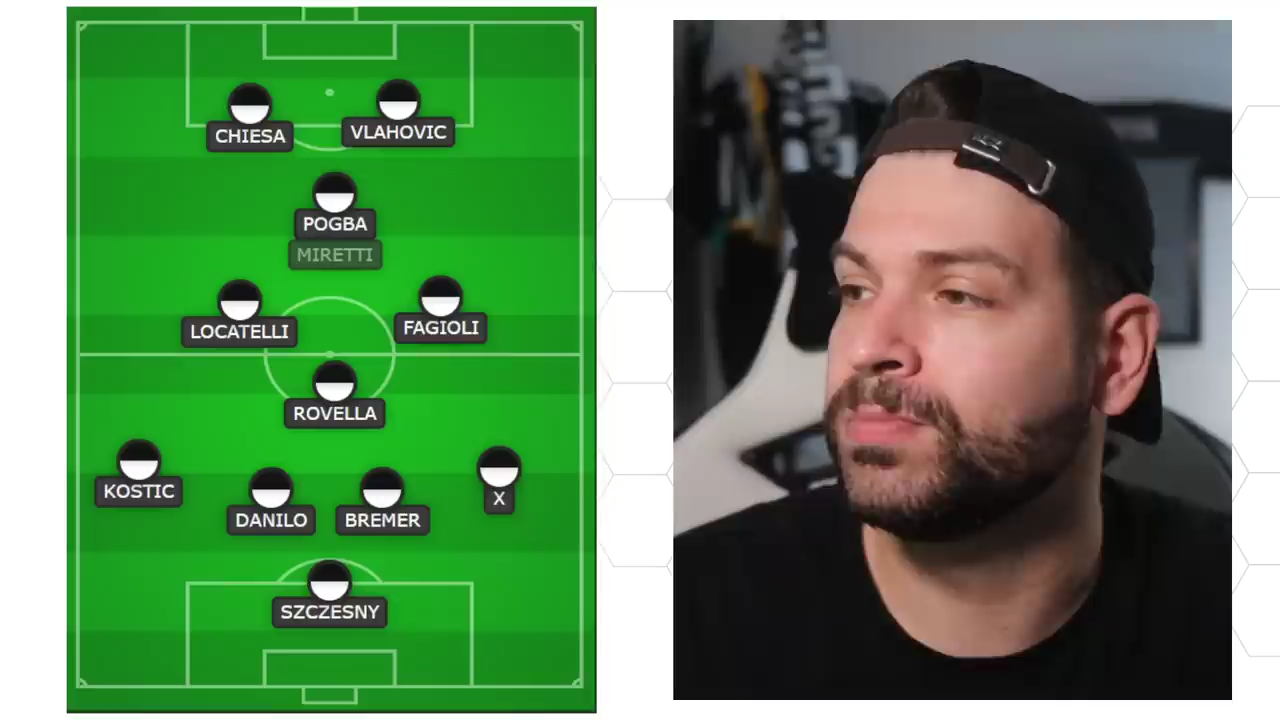 CHIESA
VLAHOVIC
POGBA
MIRETTI
LOCATELLI
FAGIOLI
ROVELLA
KOSTIC
X
DANILO
BREMER
SZCZESNY